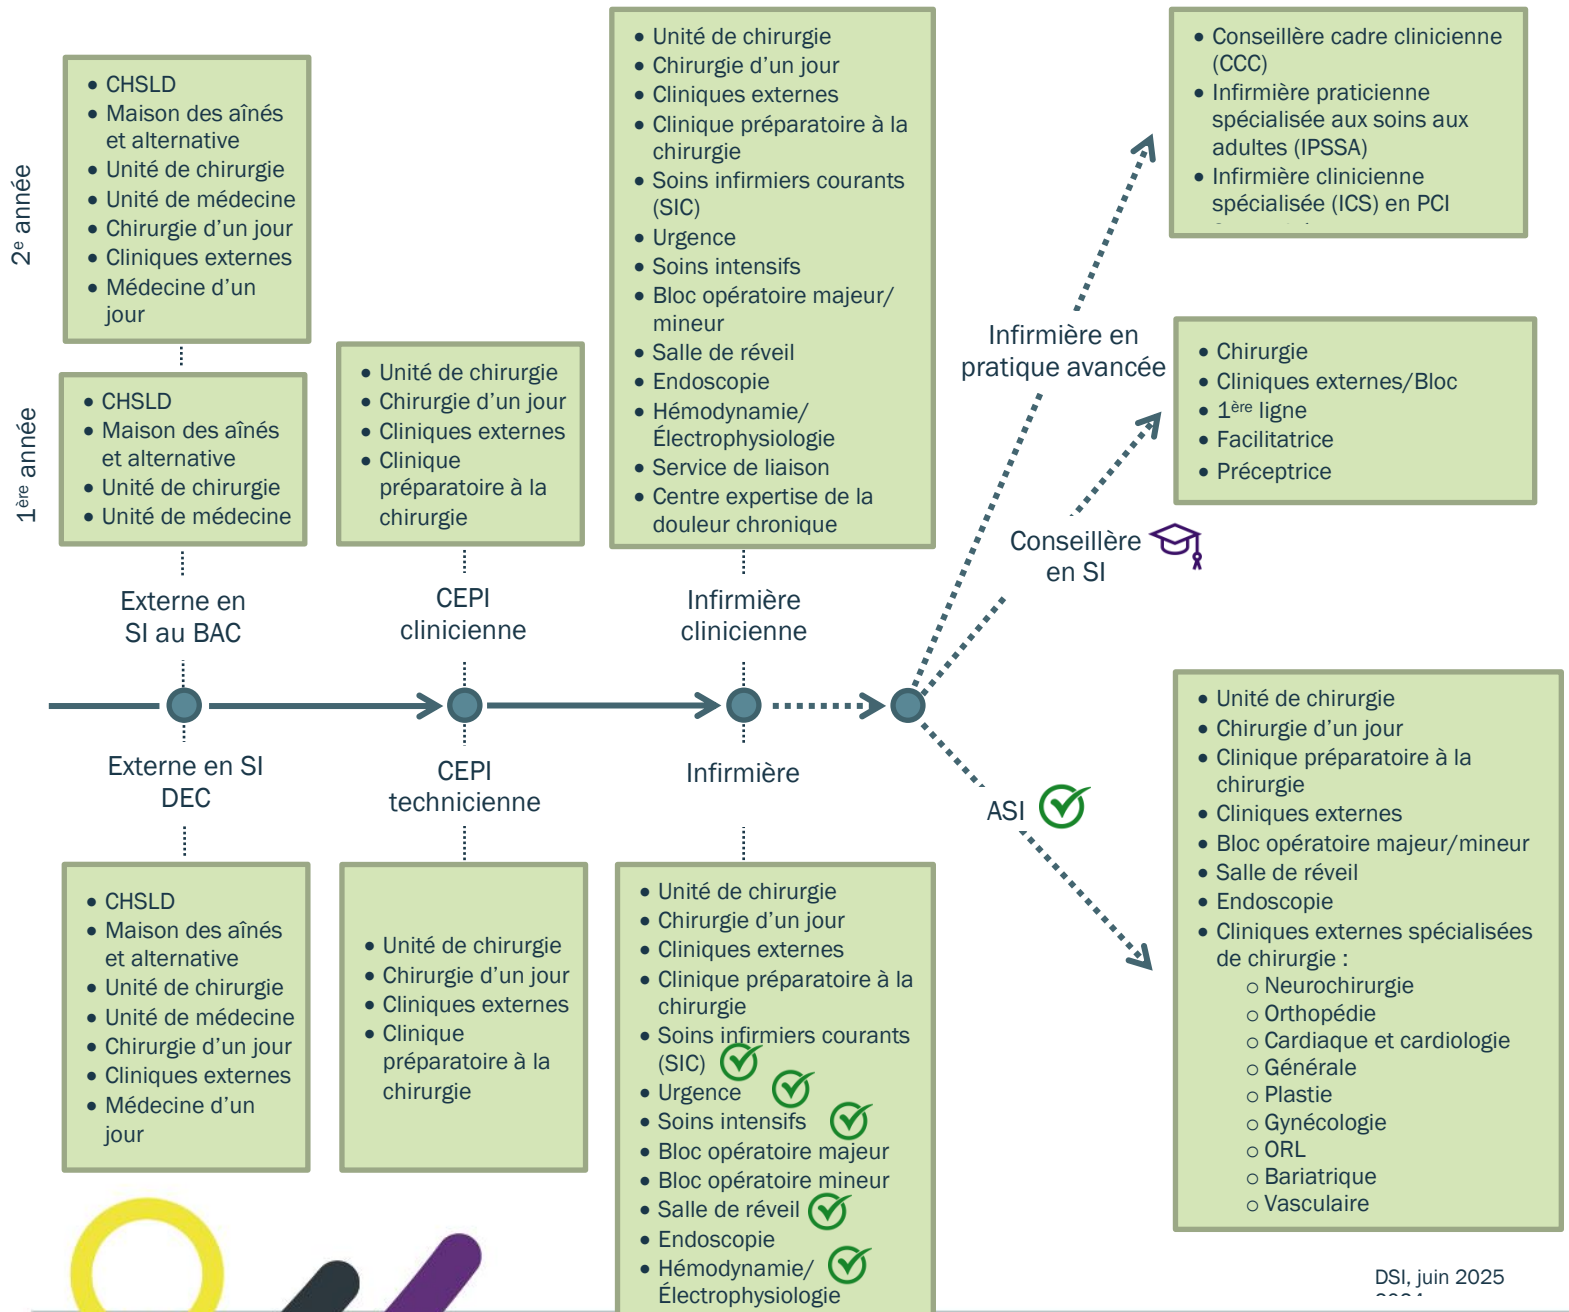 2e année
• CHSLD
• Maison des aînés
et alternative
• Unité de chirurgie
• Unité de médecine
• Chirurgie d'un jour
• Cliniques externes
• Médecine d'un
jour
1ère année
• CHSLD
• Maison des aînés
et alternative
• Unité de chirurgie
• Unité de médecine
Externe en
SI au BAC
• Unité de chirurgie
• Chirurgie d'un jour
• Cliniques externes
• Clinique
préparatoire à la
chirurgie
CEPI
clinicienne
• Unité de chirurgie
• Chirurgie d'un jour
• Cliniques externes
• Clinique préparatoire à la
chirurgie
• Soins infirmiers courants
(SIC)
• Urgence
• Soins intensifs
• Bloc opératoire majeur/
mineur
• Salle de réveil
• Endoscopie
• Hémodynamie/
Électrophysiologie
• Service de liaison
• Centre expertise de la
douleur chronique
Infirmière
clinicienne
• Conseillère cadre clinicienne
(CCC)
• Infirmière praticienne
spécialisée aux soins aux
adultes (IPSSA)
• Infirmière clinicienne
spécialisée (ICS) en PCI
Infirmière en
pratique avancée
• Chirurgie
• Cliniques externes/Bloc
• 1ère ligne
• Facilitatrice
• Préceptrice
Conseillère
en SI
Externe en SI
DEC
• CHSLD
• Maison des aînés
et alternative
• Unité de chirurgie
• Unité de médecine
• Chirurgie d'un jour
• Cliniques externes
• Médecine d'un
jour
CEPI
technicienne
• Unité de chirurgie
• Chirurgie d'un jour
• Cliniques externes
• Clinique
préparatoire à la
chirurgie
Infirmière
• Unité de chirurgie
• Chirurgie d'un jour
• Cliniques externes
• Clinique préparatoire à la
chirurgie
• Soins infirmiers courants
(SIC)
• Urgence
• Soins intensifs
• Bloc opératoire majeur
• Bloc opératoire mineur
• Salle de réveil
• Endoscopie
• Hémodynamie/
Électrophysiologie
ASI
• Unité de chirurgie
• Chirurgie d'un jour
• Clinique préparatoire à la
chirurgie
• Cliniques externes
• Bloc opératoire majeur/mineur
• Salle de réveil
• Endoscopie
• Cliniques externes spécialisées
de chirurgie :
o Neurochirurgie
o Orthopédie
o Cardiaque et cardiologie
o Générale
o Plastie
o Gynécologie
o ORL
o Bariatrique
o Vasculaire
DSI, juin 2025